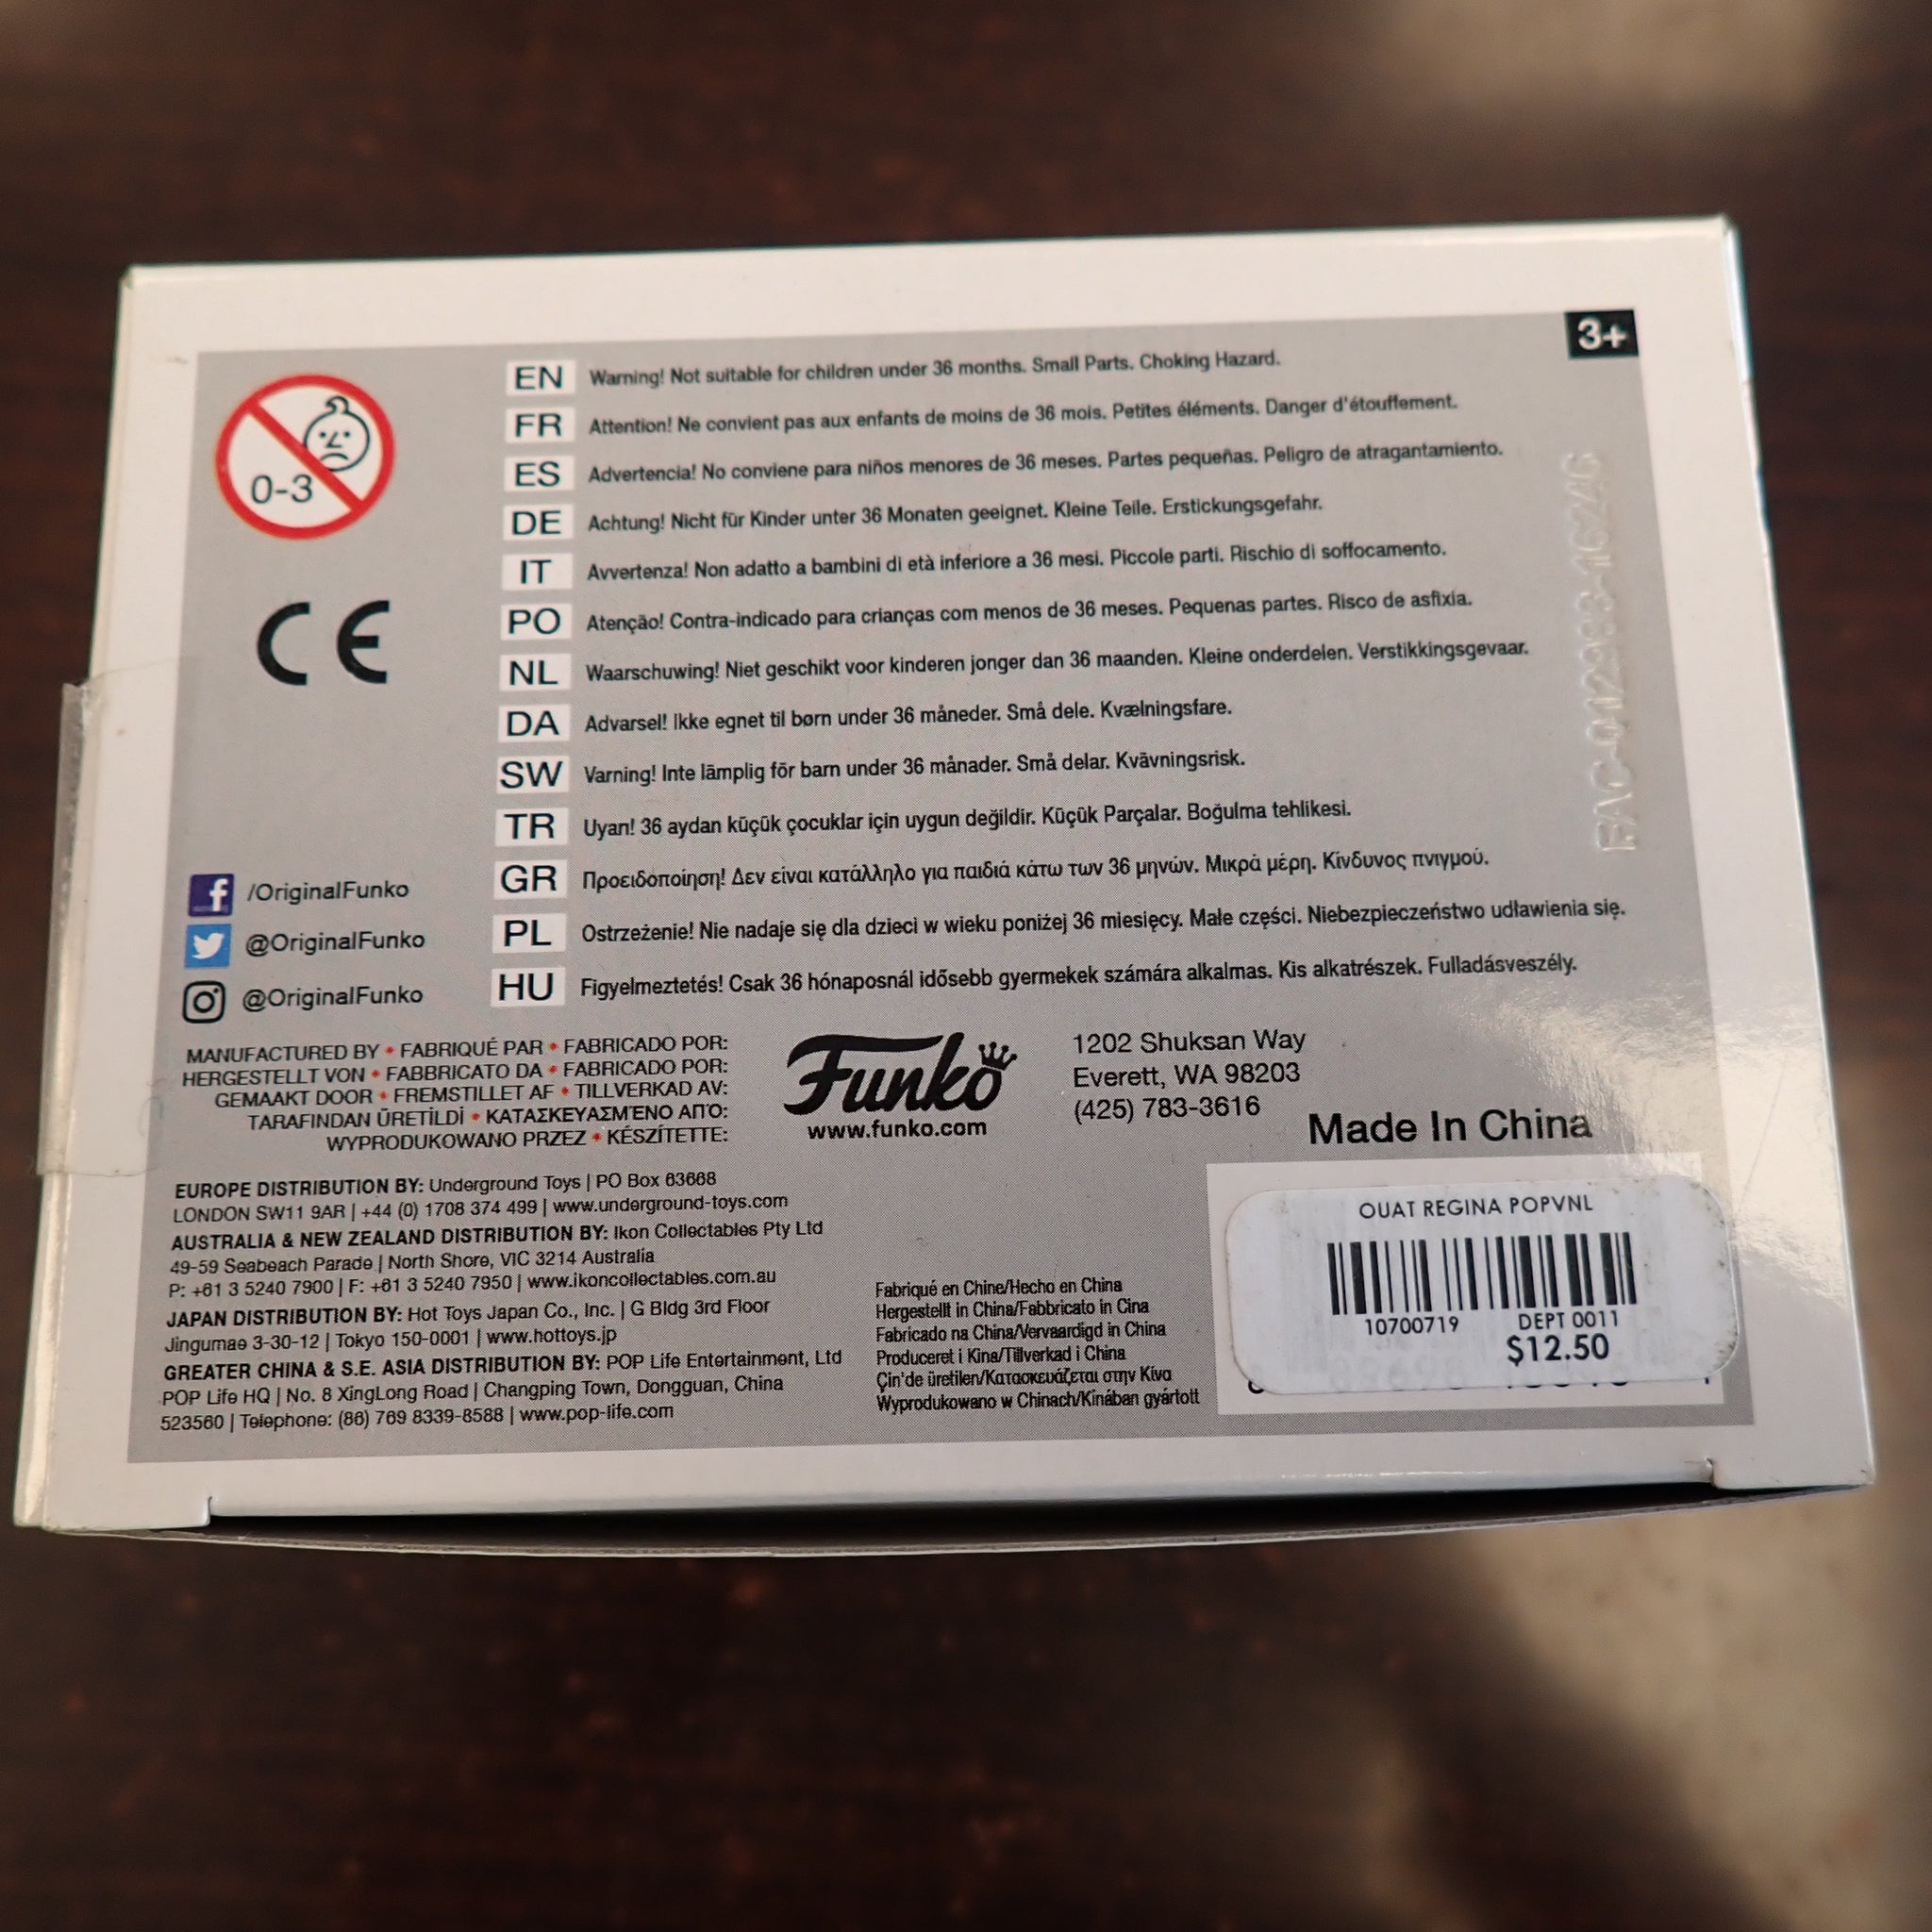 3+
0-3
EN Warning! Not suitable for children under 36 months. Small Parts. Choking Hazard.
FR Attention! Ne convient pas aux enfants de moins de 36 mois. Petites éléments. Danger d'étouffement.
ES Advertencia! No conviene para niños menores de 36 meses. Partes pequeñas. Peligro de atragantamiento.
DE Achtung! Nicht für Kinder unter 36 Monaten geeignet. Kleine Teile. Erstickungsgefahr.
IT Avvertenza! Non adatto a bambini di età inferiore a 36 mesi. Piccole parti. Rischio di soffocamento.
PO Atenção! Contra-indicado para crianças com menos de 36 meses. Pequenas partes. Risco de asfixia.
NL Waarschuwing! Niet geschikt voor kinderen jonger dan 36 maanden. Kleine onderdelen. Verstikkingsgevaar.
DA Advarsel! Ikke egnet til børn under 36 måneder. Små dele. Kvælningsfare.
SW Varning! Inte lämplig för barn under 36 månader. Små delar. Kvävningsrisk.
TR Uyarı! 36 aydan küçük çocuklar için uygun değildir. Küçük Parçalar. Boğulma tehlikesi.
GR Προειδοποίηση! Δεν είναι κατάλληλο για παιδιά κάτω των 36 μηνών. Μικρά μέρη. Κίνδυνος πνιγμού.
PL Ostrzeżenie! Nie nadaje się dla dzieci w wieku poniżej 36 miesięcy. Małe części. Niebezpieczeństwo udławienia się.
HU Figyelmeztetés! Csak 36 hónaposnál idősebb gyermekek számára alkalmas. Kis alkatrészek. Fulladásveszély.
CE
/OriginalFunko
@OriginalFunko
@OriginalFunko
MANUFACTURED BY • FABRIQUÉ PAR • FABRICADO POR:
HERGESTELLT VON • FABBRICATO DA • FABRICADO POR:
GEMAAKT DOOR • FREMSTILLET AF • TILLVERKAD AV:
TARAFINDAN ÜRETİLDİ • ΚΑΤΑΣΚΕΥΑΣΜΈΝΟ ΑΠΌ:
WYPRODUKOWANO PRZEZ • KÉSZÍTETTE:
Funko
www.funko.com
1202 Shuksan Way
Everett, WA 98203
(425) 783-3616
Made In China
EUROPE DISTRIBUTION BY: Underground Toys | PO Box 63668
LONDON SW11 9AR | +44 (0) 1708 374 499 | www.underground-toys.com
AUSTRALIA & NEW ZEALAND DISTRIBUTION BY: Ikon Collectables Pty Ltd
49-59 Seabeach Parade | North Shore, VIC 3214 Australia
P: +61 3 5240 7900 | F: +61 3 5240 7950 | www.ikoncollectables.com.au
JAPAN DISTRIBUTION BY: Hot Toys Japan Co., Inc. | G Bldg 3rd Floor
Jingumae 3-30-12 | Tokyo 150-0001 | www.hottoys.jp
GREATER CHINA & S.E. ASIA DISTRIBUTION BY: POP Life Entertainment, Ltd
POP Life HQ | No. 8 XingLong Road | Changping Town, Dongguan, China
523560 | Telephone: (86) 769 8339-8588 | www.pop-life.com
Fabriqué en Chine/Hecho en China
Hergestellt in China/Fabbricato in Cina
Fabricado na China/Vervaardigd in China
Produceret i Kina/Tillverkad i China
Çin'de üretilen/Κατασκευάζεται στην Κίνα
Wyprodukowano w Chinach/Kínában gyártott
OUAT REGINA POPVNL
10700719 DEPT 0011
$12.50